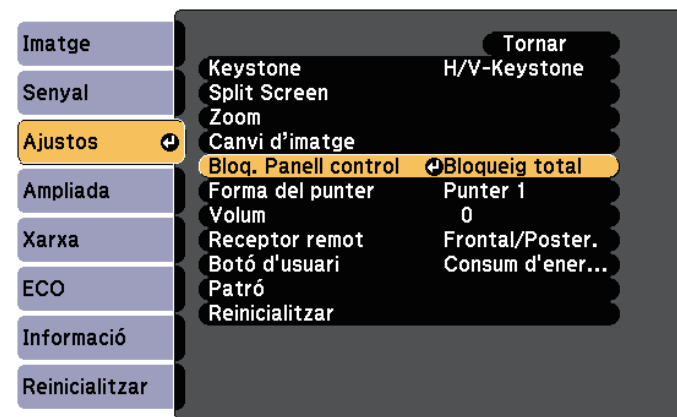 Imatge
Senyal
Ajustos
Ampliada
Xarxa
ECO
Informació
Reinicialitzar
Tornar
Keystone H/V-Keystone
Split Screen
Zoom
Canvi d'imatge
Bloq. Panell control Bloqueig total
Forma del punter Punter 1
Volum 0
Receptor remot Frontal/Poster.
Botó d'usuari Consum d'ener...
Patró
Reinicialitzar